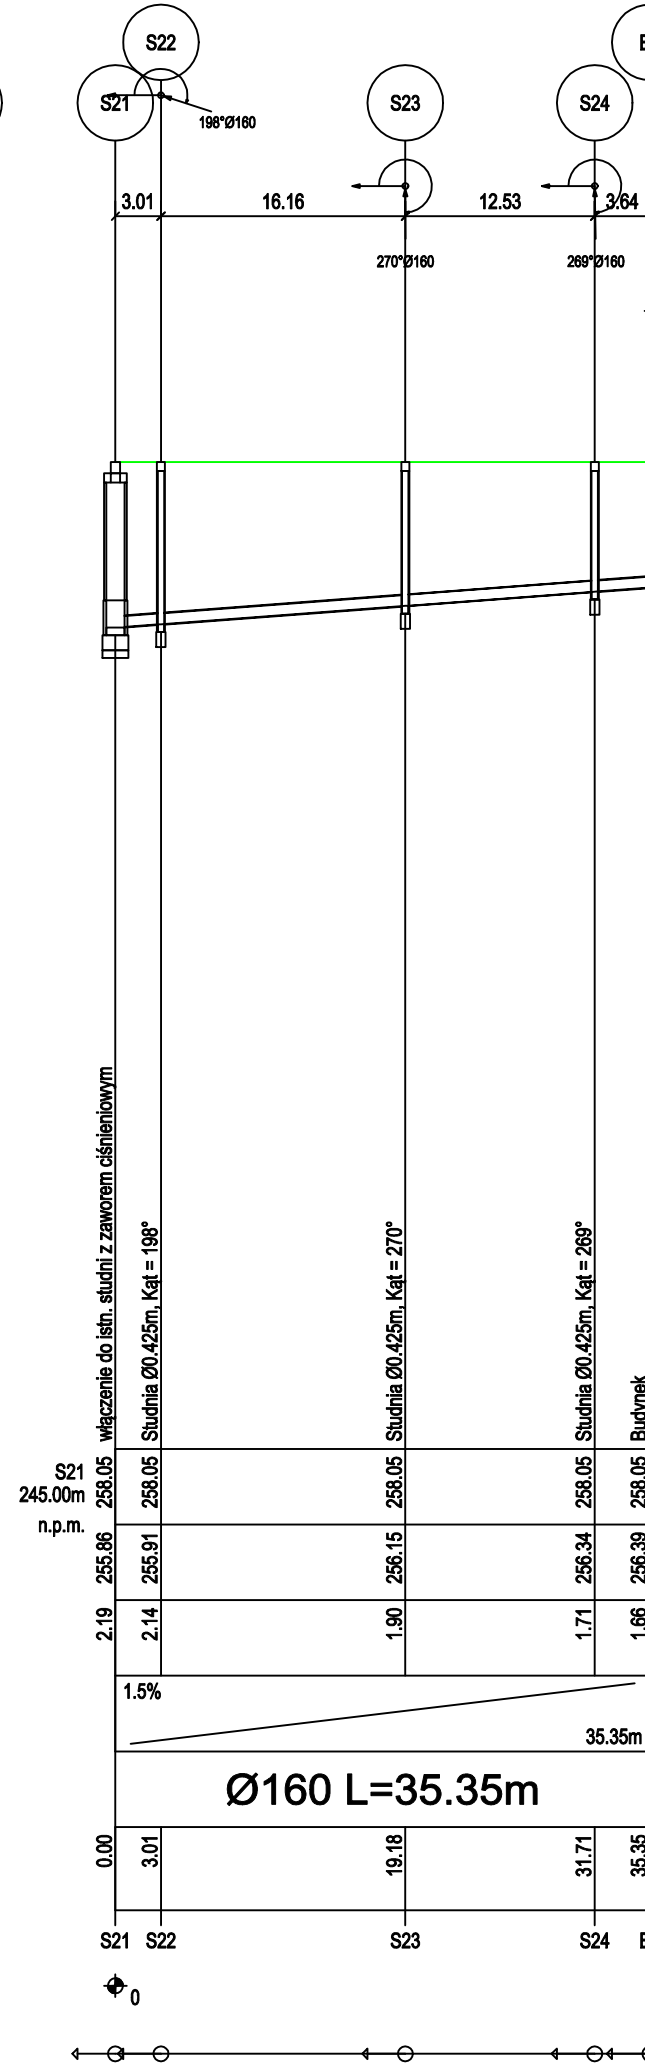 S22
S21
S23
S24
198°Ø160
3.01
16.16
12.53
3.64
270°Ø160
269°Ø160
włączenie do istn. studni z zaworem ciśnieniowym
Studnia Ø0.425m, Kąt = 198°
Studnia Ø0.425m, Kąt = 270°
Studnia Ø0.425m, Kąt = 269°
Budynek
S21
245.00m
n.p.m.
258.05
258.05
258.05
258.05
258.05
255.86
255.91
256.15
256.34
256.39
2.19
2.14
1.90
1.71
1.66
1.5%
35.35m
Ø160 L=35.35m
0.00
3.01
19.18
31.71
35.35
S21
S22
S23
S24
0